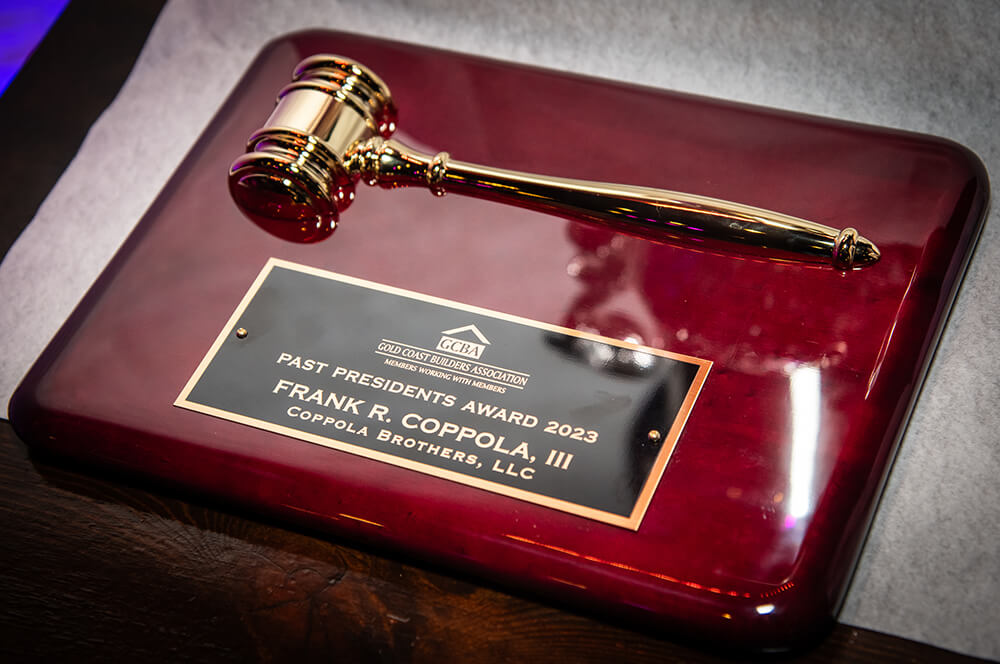 GCBA
GOLD COAST BUILDERS ASSOCIATION
MEMBERS WORKING WITH MEMBERS
PAST PRESIDENTS AWARD 2023
FRANK R. COPPOLA, III
COPPOLA BROTHERS, LLC